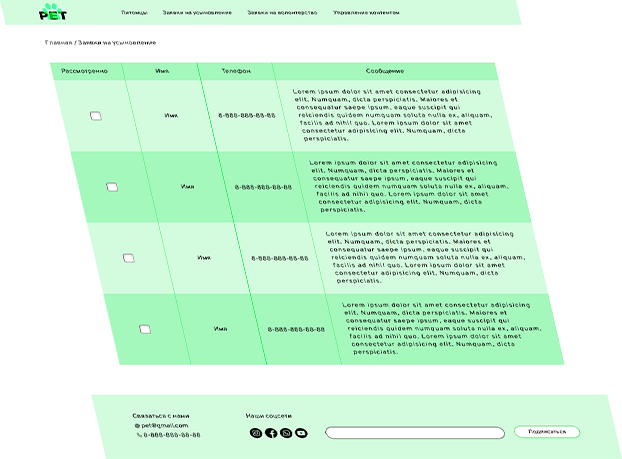 PET
Питомцы Заявки на усыновление Заявки на волонтерство Управление контентом
Главная / Заявки на усыновление
Рассмотренно Имя Телефон Сообщение
Lorem ipsum dolor sit amet consectetur adipisicing
elit. Numquam, dicta perspiciatis. Maiores et
consequatur saepe ipsum, eaque suscipit qui
reiciendis quidem numquam soluta nulla ex, aliquam,
facilis ad nihil quo. Lorem ipsum dolor sit amet
consectetur adipisicing elit. Numquam, dicta
perspiciatis.
Имя 8-888-888-88-88
Lorem ipsum dolor sit amet consectetur adipisicing
elit. Numquam, dicta perspiciatis. Maiores et
consequatur saepe ipsum, eaque suscipit qui
reiciendis quidem numquam soluta nulla ex, aliquam,
facilis ad nihil quo. Lorem ipsum dolor sit amet
consectetur adipisicing elit. Numquam, dicta
perspiciatis.
Имя 8-888-888-88-88
Lorem ipsum dolor sit amet consectetur adipisicing
elit. Numquam, dicta perspiciatis. Maiores et
consequatur saepe ipsum, eaque suscipit qui
reiciendis quidem numquam soluta nulla ex, aliquam,
facilis ad nihil quo. Lorem ipsum dolor sit amet
consectetur adipisicing elit. Numquam, dicta
perspiciatis.
Имя 8-888-888-88-88
Lorem ipsum dolor sit amet consectetur adipisicing
elit. Numquam, dicta perspiciatis. Maiores et
consequatur saepe ipsum, eaque suscipit qui
reiciendis quidem numquam soluta nulla ex, aliquam,
facilis ad nihil quo. Lorem ipsum dolor sit amet
consectetur adipisicing elit. Numquam, dicta
perspiciatis.
Имя 8-888-888-88-88
Связаться с нами
pet@gmail.com
8-888-888-88-88
Наши соцсети
Подписаться